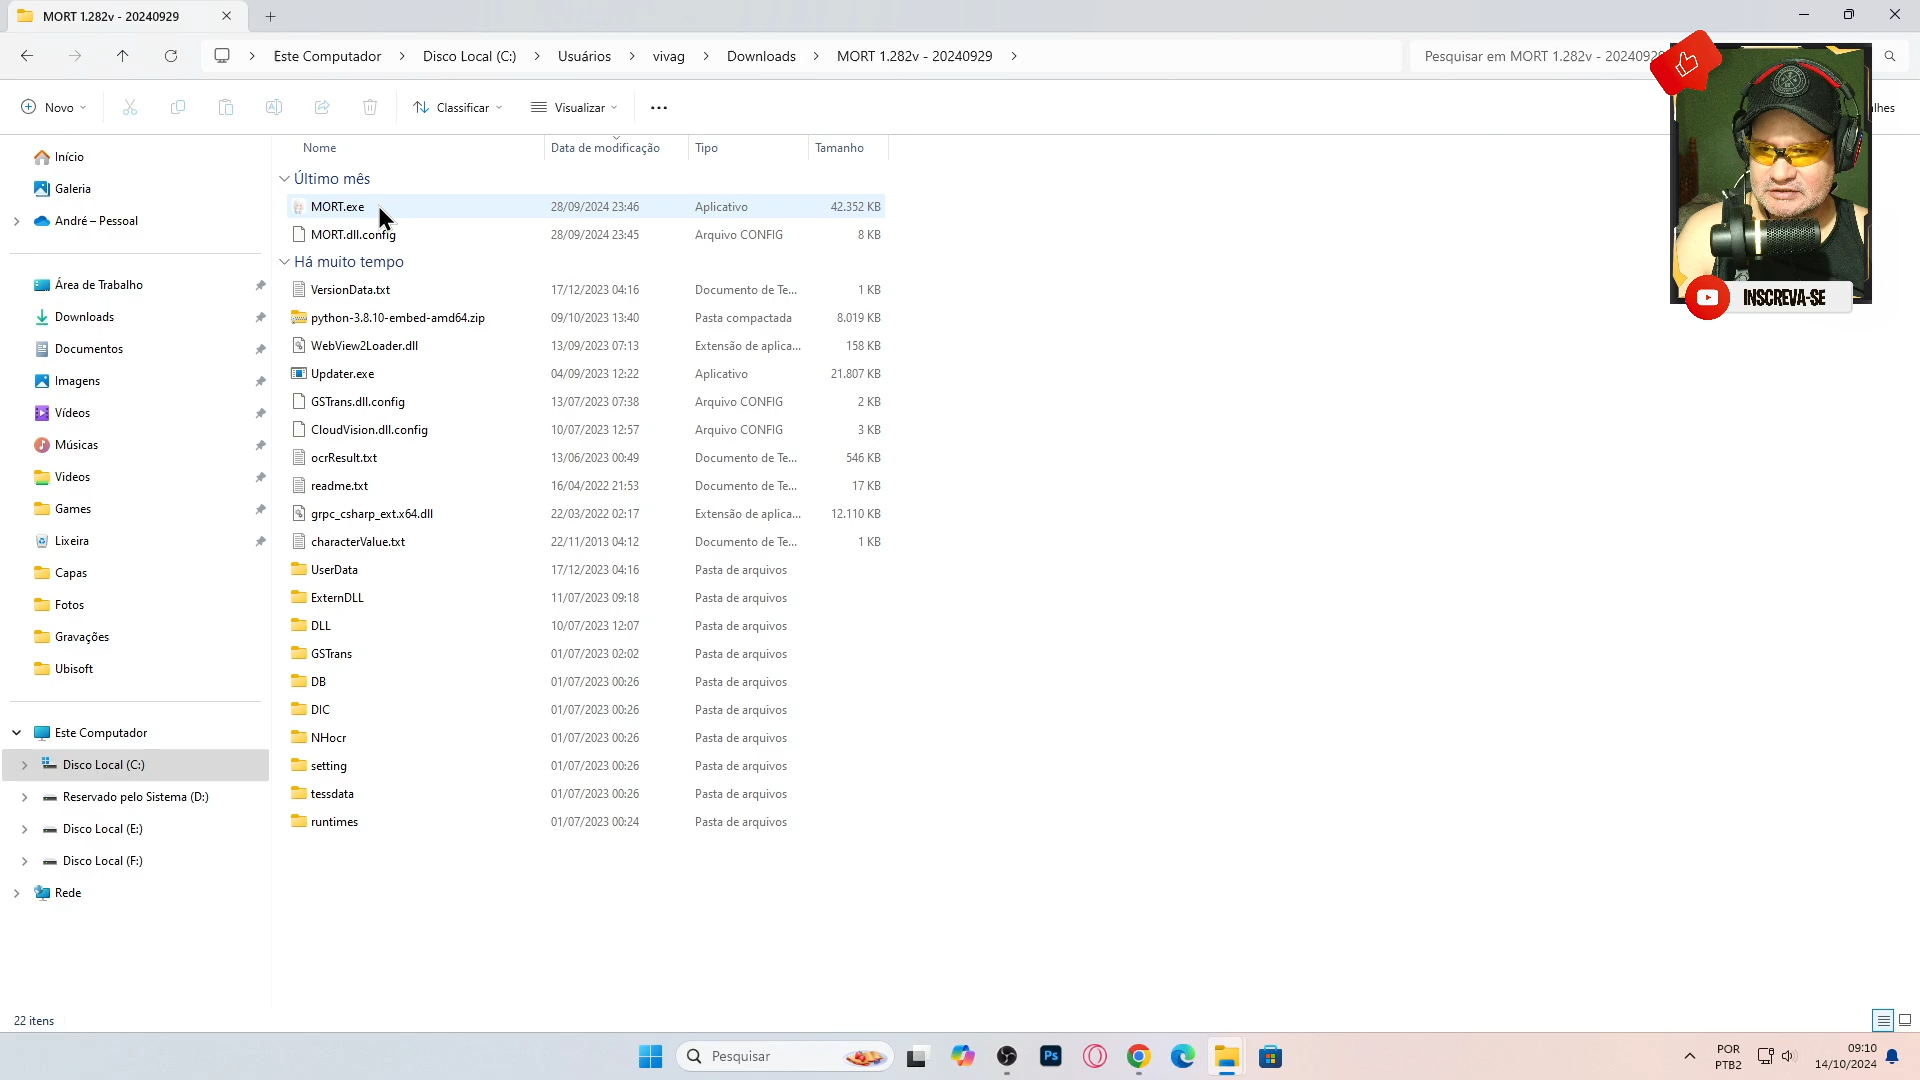 MORT 1.282v - 20240929
Este Computador > Disco Local (C:) > Usuários > vivag > Downloads > MORT 1.282v - 20240929 >
Pesquisar em MORT 1.282v - 20240929
Novo
Classificar
Visualizar
lhes
Nome Data de modificação Tipo Tamanho
Último mês
MORT.exe 28/09/2024 23:46 Aplicativo 42.352 KB
MORT.dll.config 28/09/2024 23:45 Arquivo CONFIG 8 KB
Há muito tempo
VersionData.txt 17/12/2023 04:16 Documento de Te... 1 KB
python-3.8.10-embed-amd64.zip 09/10/2023 13:40 Pasta compactada 8.019 KB
WebView2Loader.dll 13/09/2023 07:13 Extensão de aplica... 158 KB
Updater.exe 04/09/2023 12:22 Aplicativo 21.807 KB
GSTrans.dll.config 13/07/2023 07:38 Arquivo CONFIG 2 KB
CloudVision.dll.config 10/07/2023 12:57 Arquivo CONFIG 3 KB
ocrResult.txt 13/06/2023 00:49 Documento de Te... 546 KB
readme.txt 16/04/2022 21:53 Documento de Te... 17 KB
grpc_csharp_ext.x64.dll 22/03/2022 02:17 Extensão de aplica... 12.110 KB
characterValue.txt 22/11/2013 04:12 Documento de Te... 1 KB
UserData 17/12/2023 04:16 Pasta de arquivos
ExternDLL 11/07/2023 09:18 Pasta de arquivos
DLL 10/07/2023 12:07 Pasta de arquivos
GSTrans 01/07/2023 02:02 Pasta de arquivos
DB 01/07/2023 00:26 Pasta de arquivos
DIC 01/07/2023 00:26 Pasta de arquivos
NHocr 01/07/2023 00:26 Pasta de arquivos
setting 01/07/2023 00:26 Pasta de arquivos
tessdata 01/07/2023 00:26 Pasta de arquivos
runtimes 01/07/2023 00:24 Pasta de arquivos
Início
Galeria
André – Pessoal
Área de Trabalho
Downloads
Documentos
Imagens
Vídeos
Músicas
Videos
Games
Lixeira
Capas
Fotos
Gravações
Ubisoft
Este Computador
Disco Local (C:)
Reservado pelo Sistema (D:)
Disco Local (E:)
Disco Local (F:)
Rede
INSCREVA-SE
22 itens
Pesquisar
Ps
POR
PTB2
09:10
14/10/2024